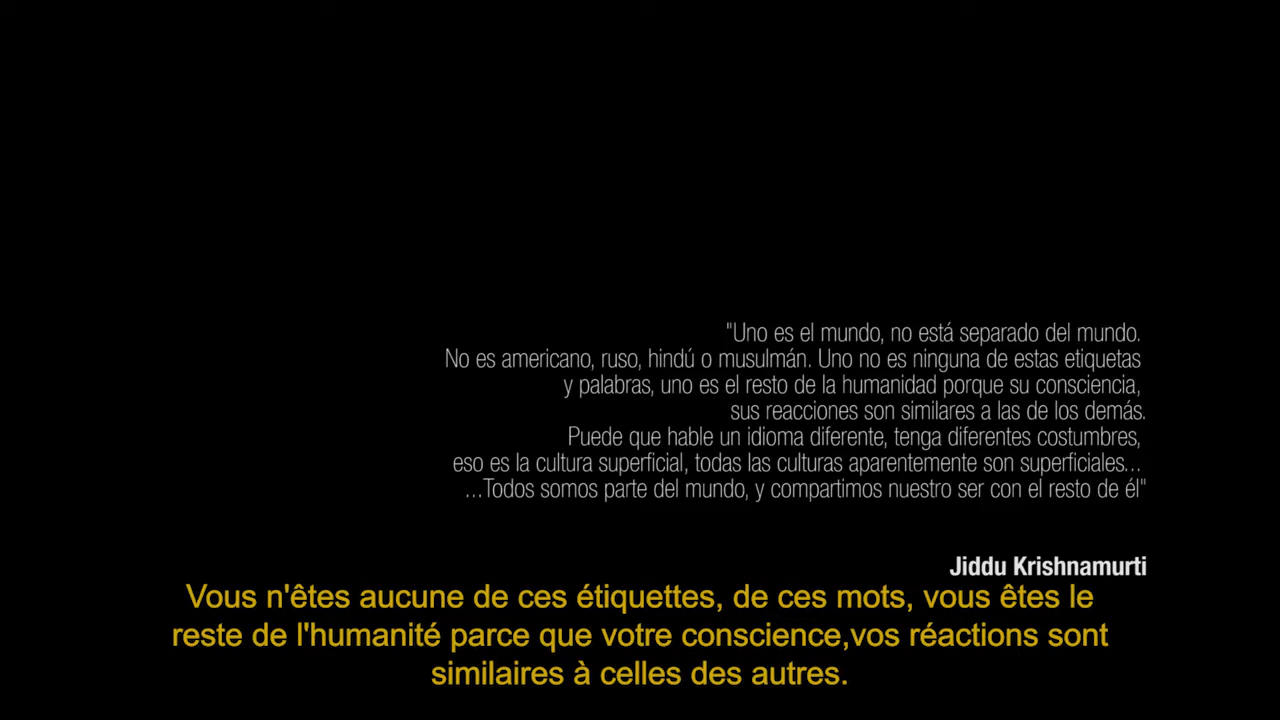 "Uno es el mundo, no está separado del mundo.
No es americano, ruso, hindú o musulmán. Uno no es ninguna de estas etiquetas
y palabras, uno es el resto de la humanidad porque su consciencia,
sus reacciones son similares a las de los demás.
Puede que hable un idioma diferente, tenga diferentes costumbres,
eso es la cultura superficial, todas las culturas aparentemente son superficiales...
...Todos somos parte del mundo, y compartimos nuestro ser con el resto de él"
Jiddu Krishnamurti
Vous n'êtes aucune de ces étiquettes, de ces mots, vous êtes le
reste de l'humanité parce que votre conscience,vos réactions sont
similaires à celles des autres.